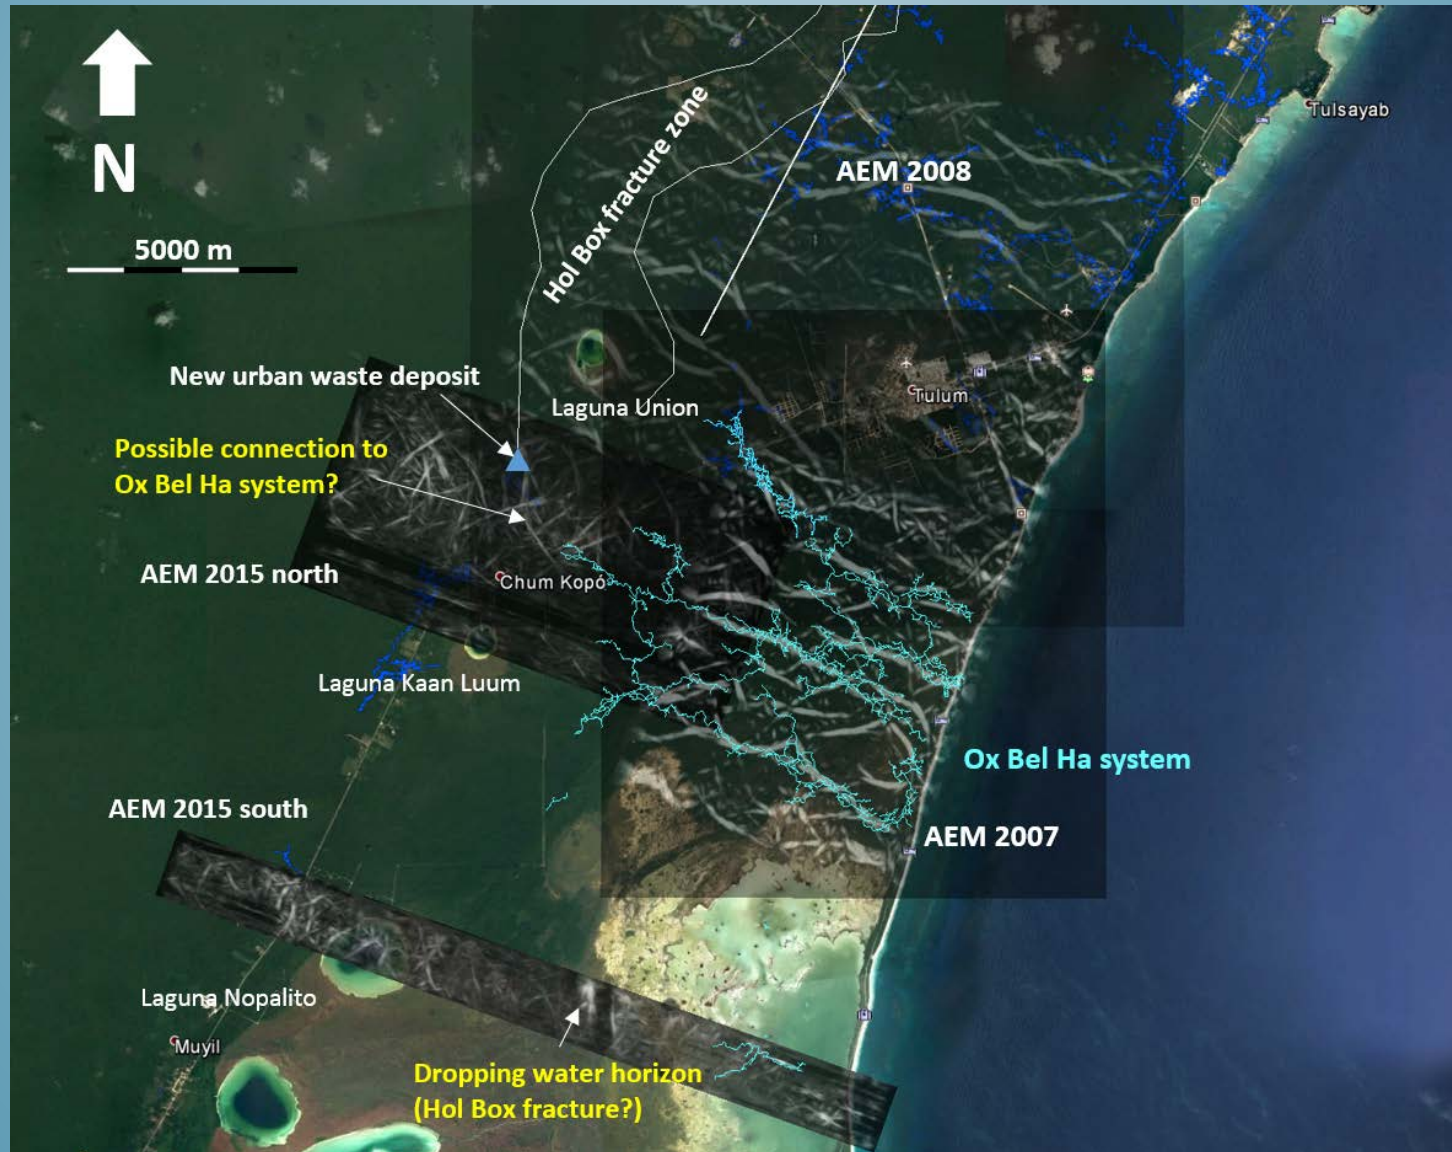 N
5000 m
Hol Box fracture zone
AEM 2008
Tulsayab
New urban waste deposit
Laguna Union
Tulum
Possible connection to
Ox Bel Ha system?
AEM 2015 north
Chum Kopó
Laguna Kaan Luum
Ox Bel Ha system
AEM 2015 south
AEM 2007
Laguna Nopalito
Muyil
Dropping water horizon
(Hol Box fracture?)